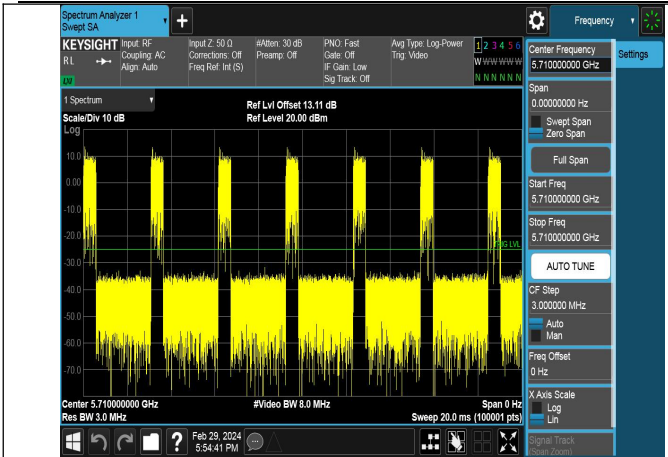 Spectrum Analyzer 1
Swept SA
+
Frequency
KEYSIGHT
RL
LW
Input: RF
Coupling: AC
Align: Auto
Input Z: 50 Ω
Corrections: Off
Freq Ref: Int (S)
#Atten: 30 dB
Preamp: Off
PNO: Fast
Gate: Off
IF Gain: Low
Sig Track: Off
Avg Type: Log-Power
Trig: Video
1 2 3 4 5 6
W W W W W W
N N N N N N
Center Frequency
5.710000000 GHz
Settings
Span
0.00000000 Hz
Swept Span
Zero Span
Full Span
Start Freq
5.710000000 GHz
Stop Freq
5.710000000 GHz
AUTO TUNE
CF Step
3.000000 MHz
Auto
Man
Freq Offset
0 Hz
X Axis Scale
Log
Lin
Signal Track
(Span Zoom)
1 Spectrum
Scale/Div 10 dB
Ref Lvl Offset 13.11 dB
Ref Level 20.00 dBm
Log
10.0
0.00
-10.0
-20.0
TRIG LVL
-30.0
-40.0
-50.0
-60.0
-70.0
Center 5.710000000 GHz
#Video BW 8.0 MHz
Span 0 Hz
Res BW 3.0 MHz
Sweep 20.0 ms (100001 pts)
?
Feb 29, 2024
5:54:41 PM